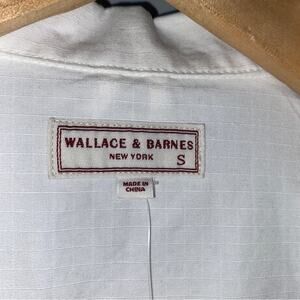 WALLACE & BARNES
NEW YORK
S
MADE IN
CHINA